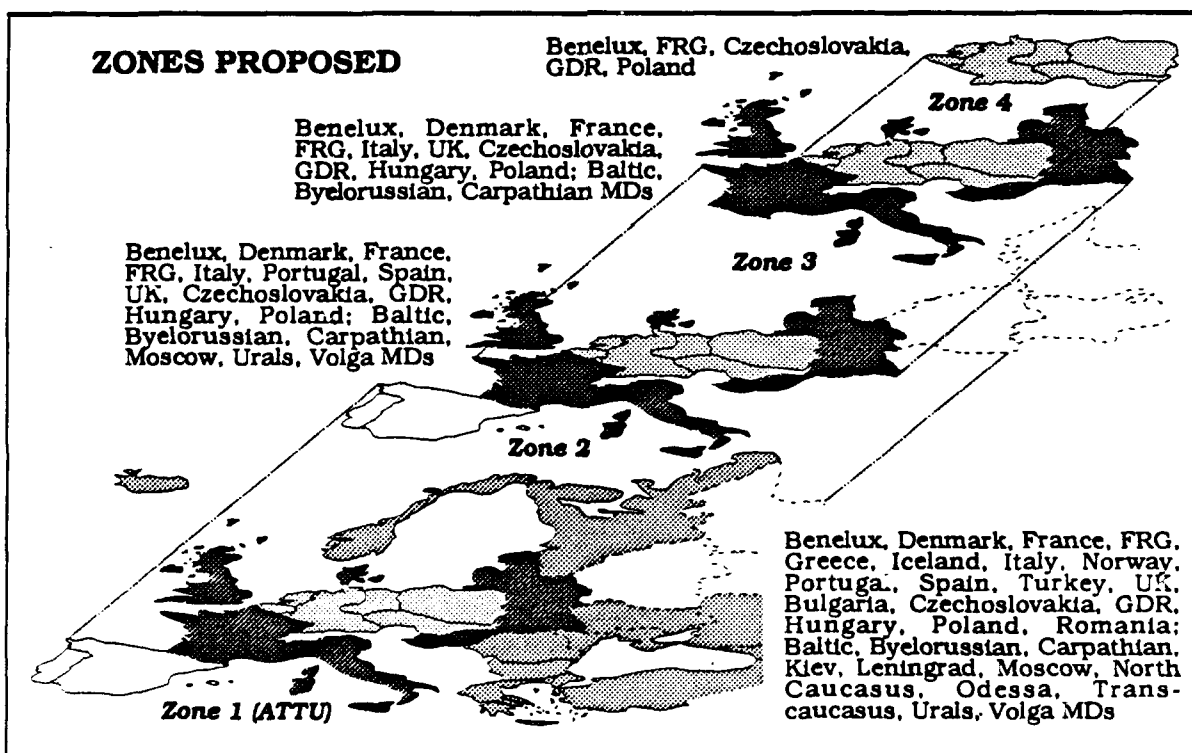 ZONES PROPOSED
Benelux, FRG, Czechoslovakia,
GDR, Poland
Zone 4
Benelux, Denmark, France,
FRG, Italy, UK, Czechoslovakia,
GDR, Hungary, Poland; Baltic,
Byelorussian, Carpathian MDs
Zone 3
Benelux, Denmark, France,
FRG, Italy, Portugal, Spain,
UK, Czechoslovakia, GDR,
Hungary, Poland; Baltic,
Byelorussian, Carpathian,
Moscow, Urals, Volga MDs
Zone 2
Benelux, Denmark, France, FRG,
Greece, Iceland, Italy, Norway,
Portugal, Spain, Turkey, UK,
Bulgaria, Czechoslovakia, GDR,
Hungary, Poland, Romania;
Baltic, Byelorussian, Carpathian,
Kiev, Leningrad, Moscow, North
Caucasus, Odessa, Trans-
caucasus, Urals, Volga MDs
Zone 1 (ATTU)